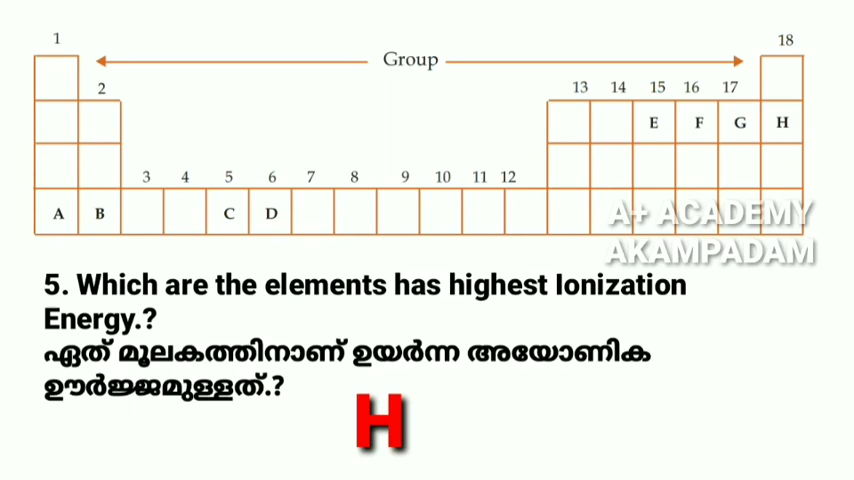 1
18
Group
2
13 14 15 16 17
E F G H
3 4 5 6 7 8 9 10 11 12
A B C D
A+ ACADEMY
AKAMPADAM
5. Which are the elements has highest Ionization
Energy.?
ഏത് മൂലകത്തിനാണ് ഉയർന്ന അയോണിക
ഊർജ്ജമുള്ളത്.?
H